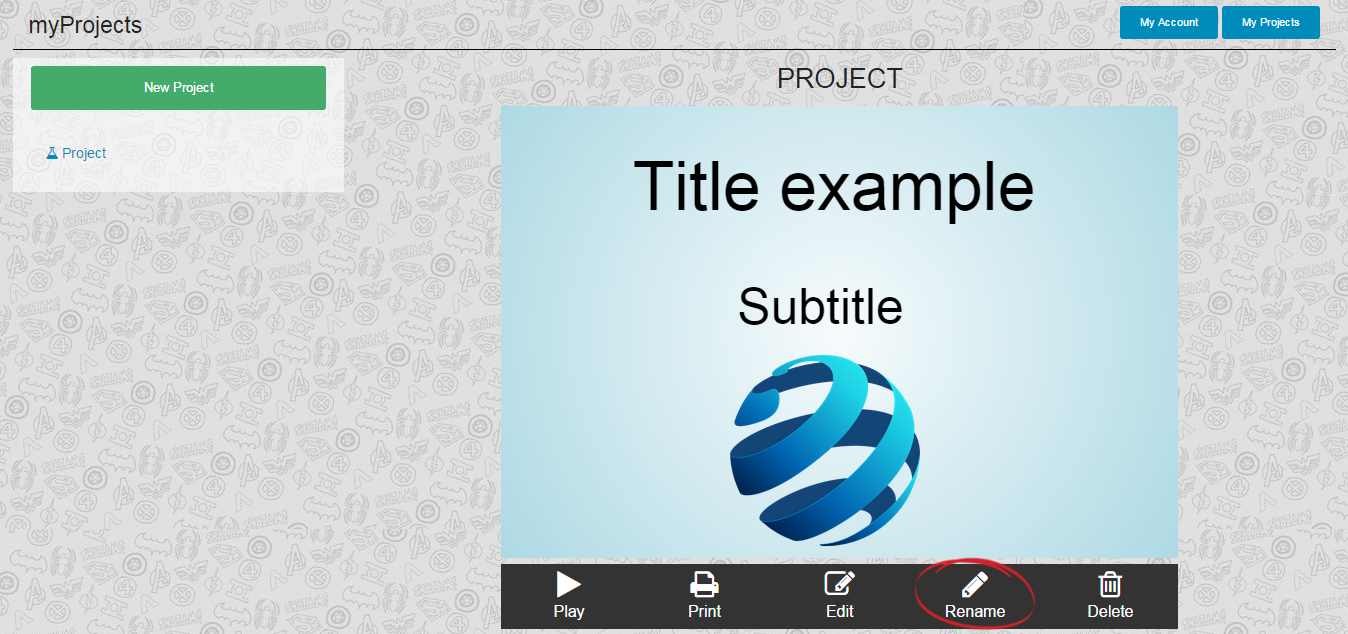 myProjects
My Account
My Projects
New Project
Project
PROJECT
Title example
Subtitle
Play
Print
Edit
Rename
Delete